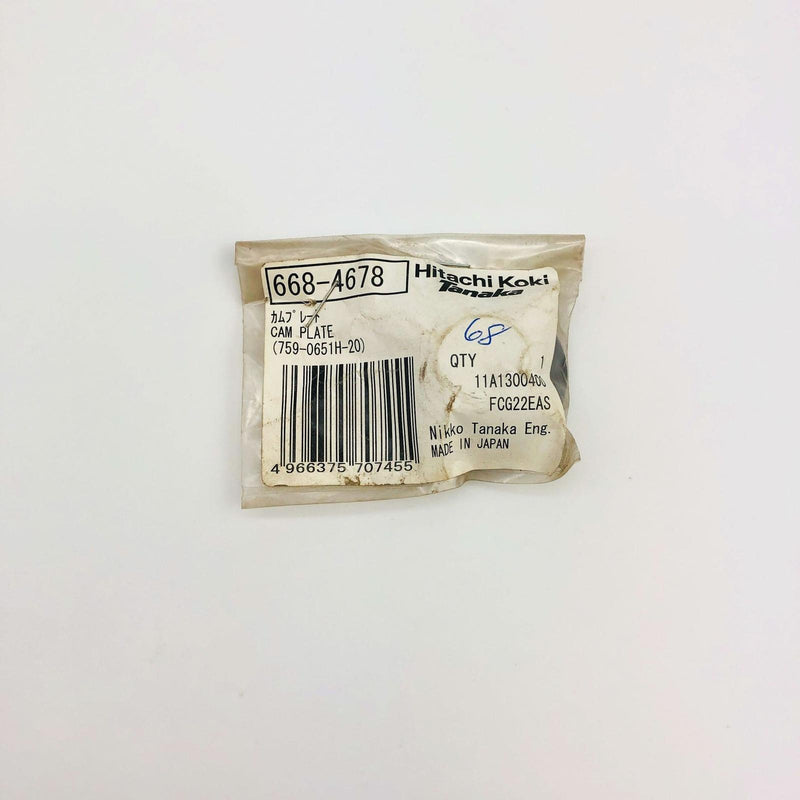 668-4678
Hitachi Koki
Tanaka
カムプレート
CAM PLATE
(759-0651H-20)
68
QTY 1
11A1300400
FCG22EAS
Nikko Tanaka Eng.
MADE IN JAPAN
4 966375 707455